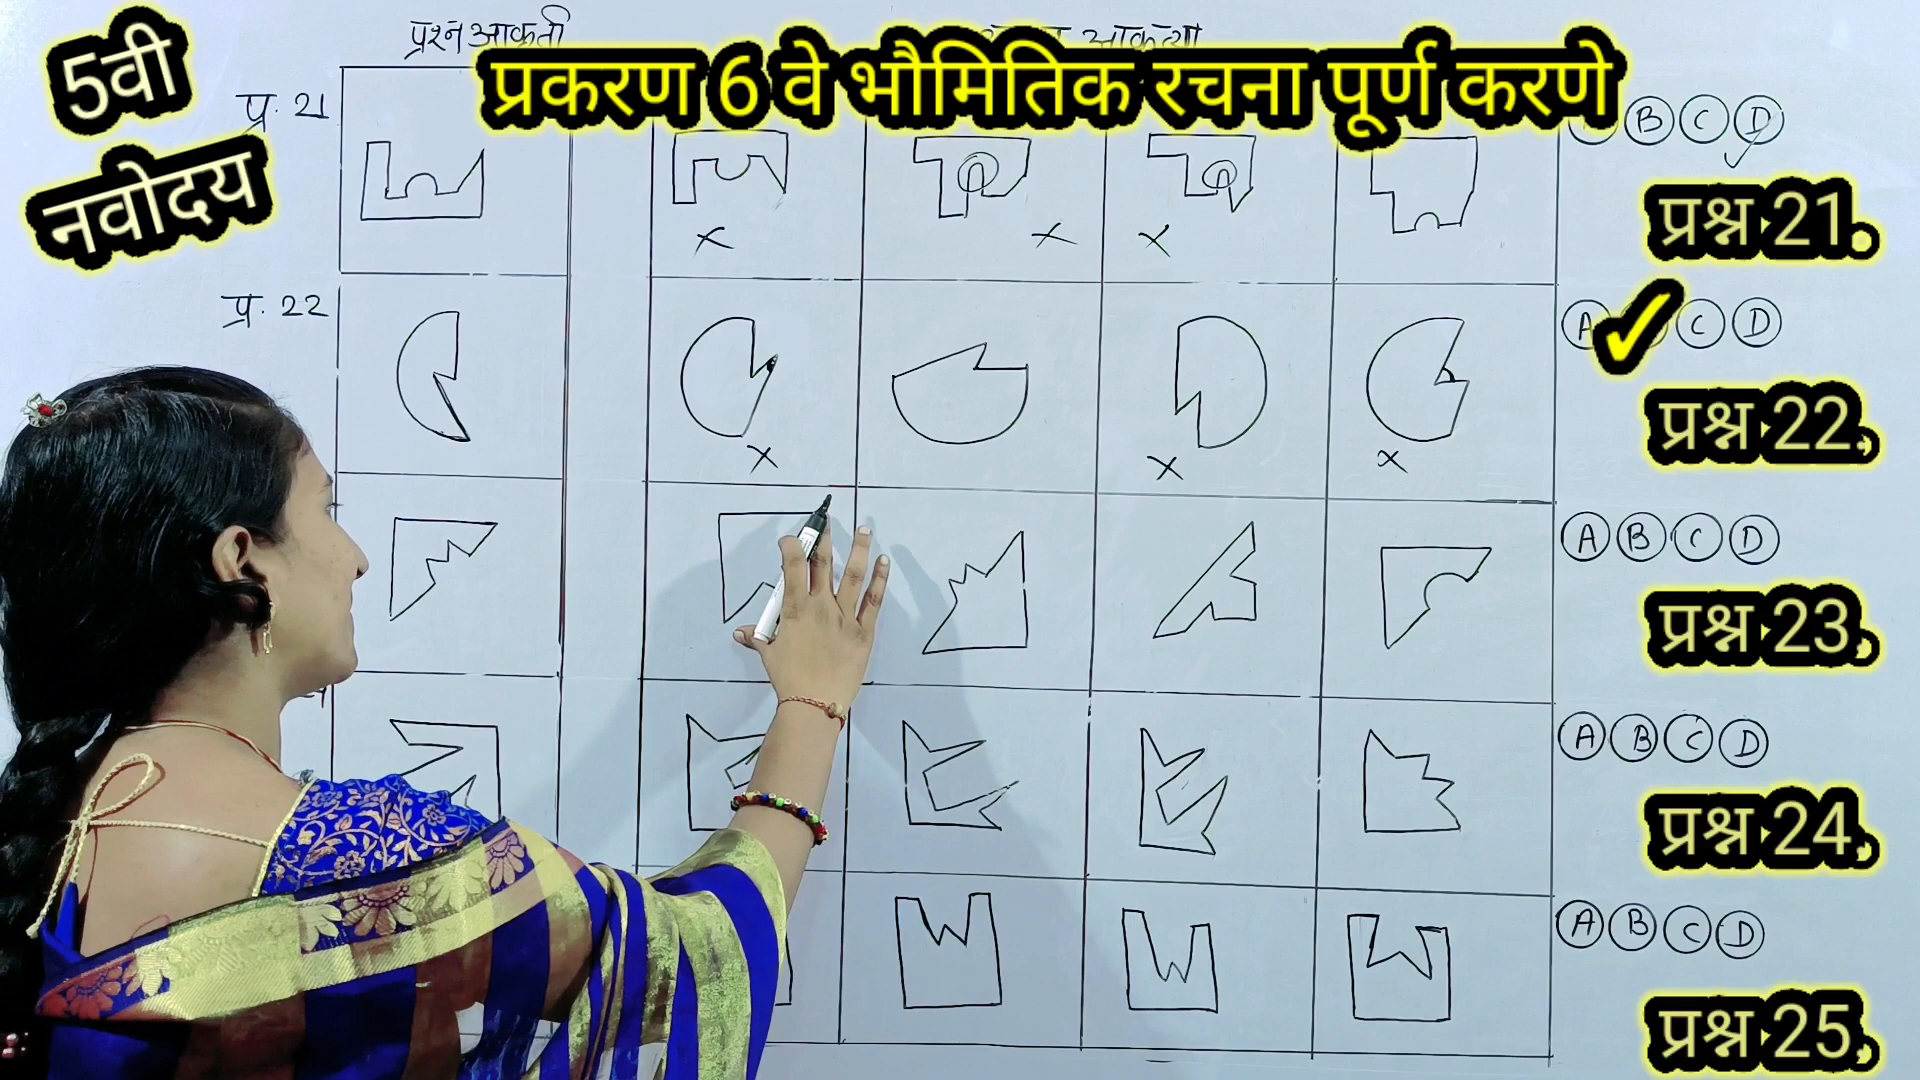 प्रश्न आकृती
आकृत्या
5वी
नवोदय
प्रकरण 6 वे भौमितिक रचना पूर्ण करणे
प्र. 21
B C D
प्रश्न 21.
प्र. 22
A C D
✓
प्रश्न 22.
A B C D
प्रश्न 23.
A B C D
प्रश्न 24.
A B C D
प्रश्न 25.